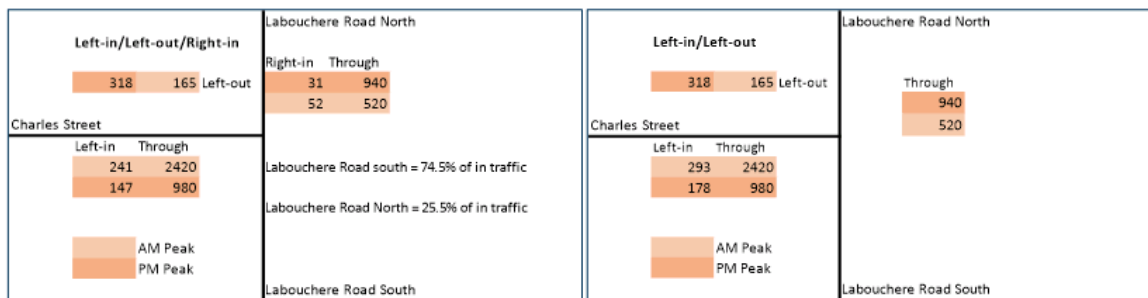 Labouchere Road North
Left-in/Left-out/Right-in
Right-in Through
318 165 Left-out
31 940
52 520
Charles Street
Left-in Through
241 2420
147 980
Labouchere Road south = 74.5% of in traffic
Labouchere Road North = 25.5% of in traffic
AM Peak
PM Peak
Labouchere Road South
Labouchere Road North
Left-in/Left-out
318 165 Left-out
Through
940
520
Charles Street
Left-in Through
293 2420
178 980
AM Peak
PM Peak
Labouchere Road South